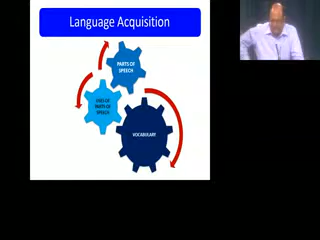 Language Acquisition
PARTS OF
SPEECH
USES OF
PARTS OF
SPEECH
VOCABULARY